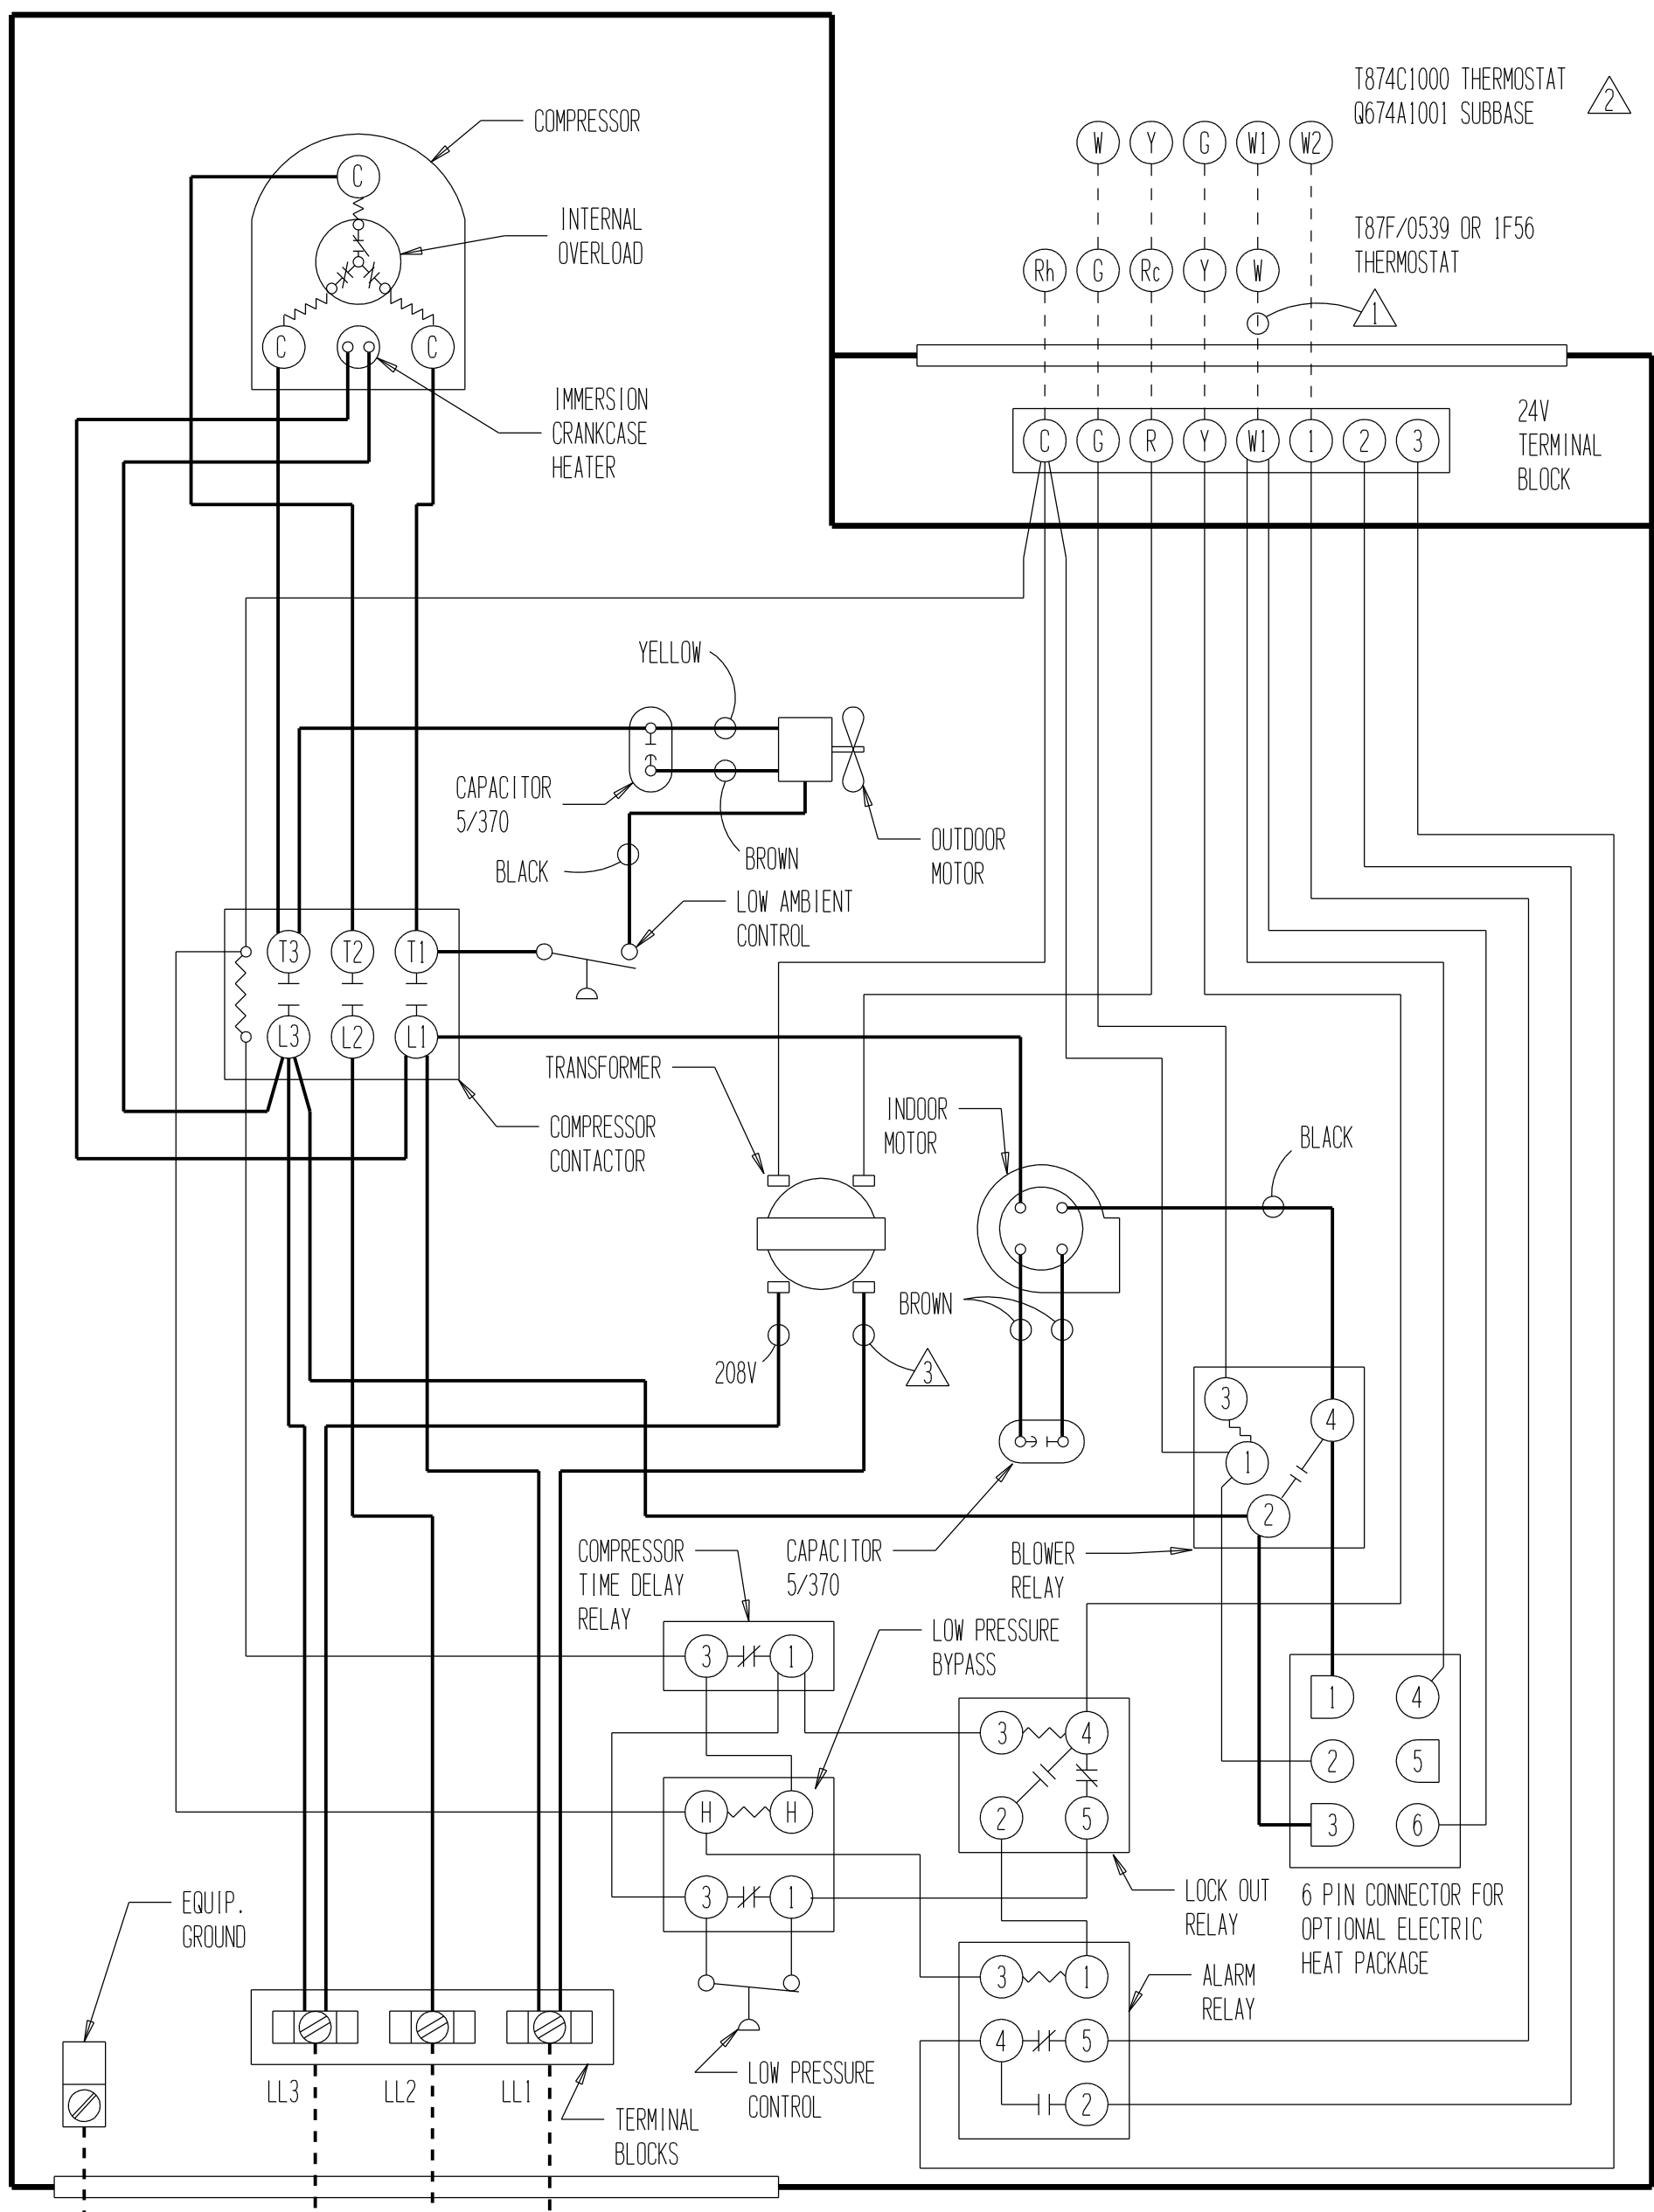 T874C1000 THERMOSTAT
Q674A1001 SUBBASE
2
COMPRESSOR
W Y G W1 W2
C
INTERNAL
OVERLOAD
T87F/0539 OR 1F56
THERMOSTAT
Rh G Rc Y W
1
C C
IMMERSION
CRANKCASE
HEATER
24V
TERMINAL
BLOCK
C G R Y W1 1 2 3
YELLOW
CAPACITOR
5/370
BROWN
OUTDOOR
MOTOR
BLACK
LOW AMBIENT
CONTROL
T3 T2 T1
L3 L2 L1
TRANSFORMER
COMPRESSOR
CONTACTOR
INDOOR
MOTOR
BLACK
BROWN
208V
3
3
4
1
2
COMPRESSOR
TIME DELAY
RELAY
CAPACITOR
5/370
BLOWER
RELAY
LOW PRESSURE
BYPASS
3 1
1 4
2 5
3 6
3 4
2 5
H H
3 1
LOCK OUT
RELAY
6 PIN CONNECTOR FOR
OPTIONAL ELECTRIC
HEAT PACKAGE
EQUIP.
GROUND
3 1
4 5
2
ALARM
RELAY
LOW PRESSURE
CONTROL
LL3 LL2 LL1
TERMINAL
BLOCKS